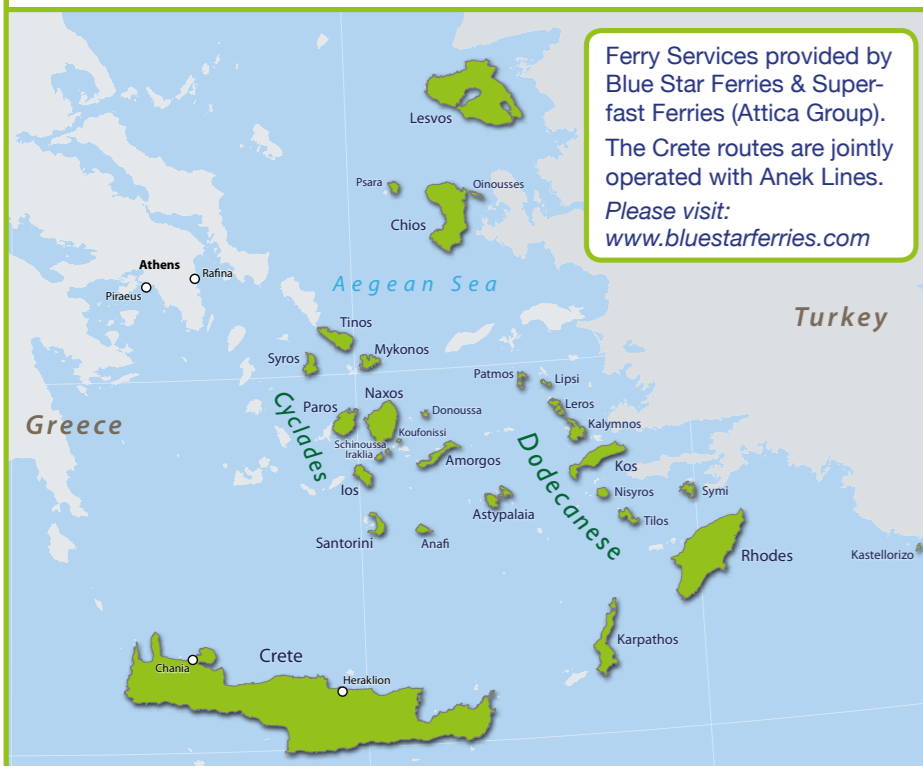 Ferry Services provided by
Blue Star Ferries & Super-
fast Ferries (Attica Group).
The Crete routes are jointly
operated with Anek Lines.
Please visit:
www.bluestarferries.com
Lesvos
Psara
Oinousses
Chios
Athens
Rafina
Piraeus
Aegean Sea
Turkey
Tinos
Syros
Mykonos
Patmos
Lipsi
Naxos
Leros
Paros
Donoussa
Kalymnos
Greece
Cyclades
Koufonissi
Schinoussa
Iraklia
Amorgos
Dodecanese
Kos
Ios
Nisyros
Symi
Astypalaia
Tilos
Santorini
Anafi
Rhodes
Kastellorizo
Karpathos
Crete
Chania
Heraklion